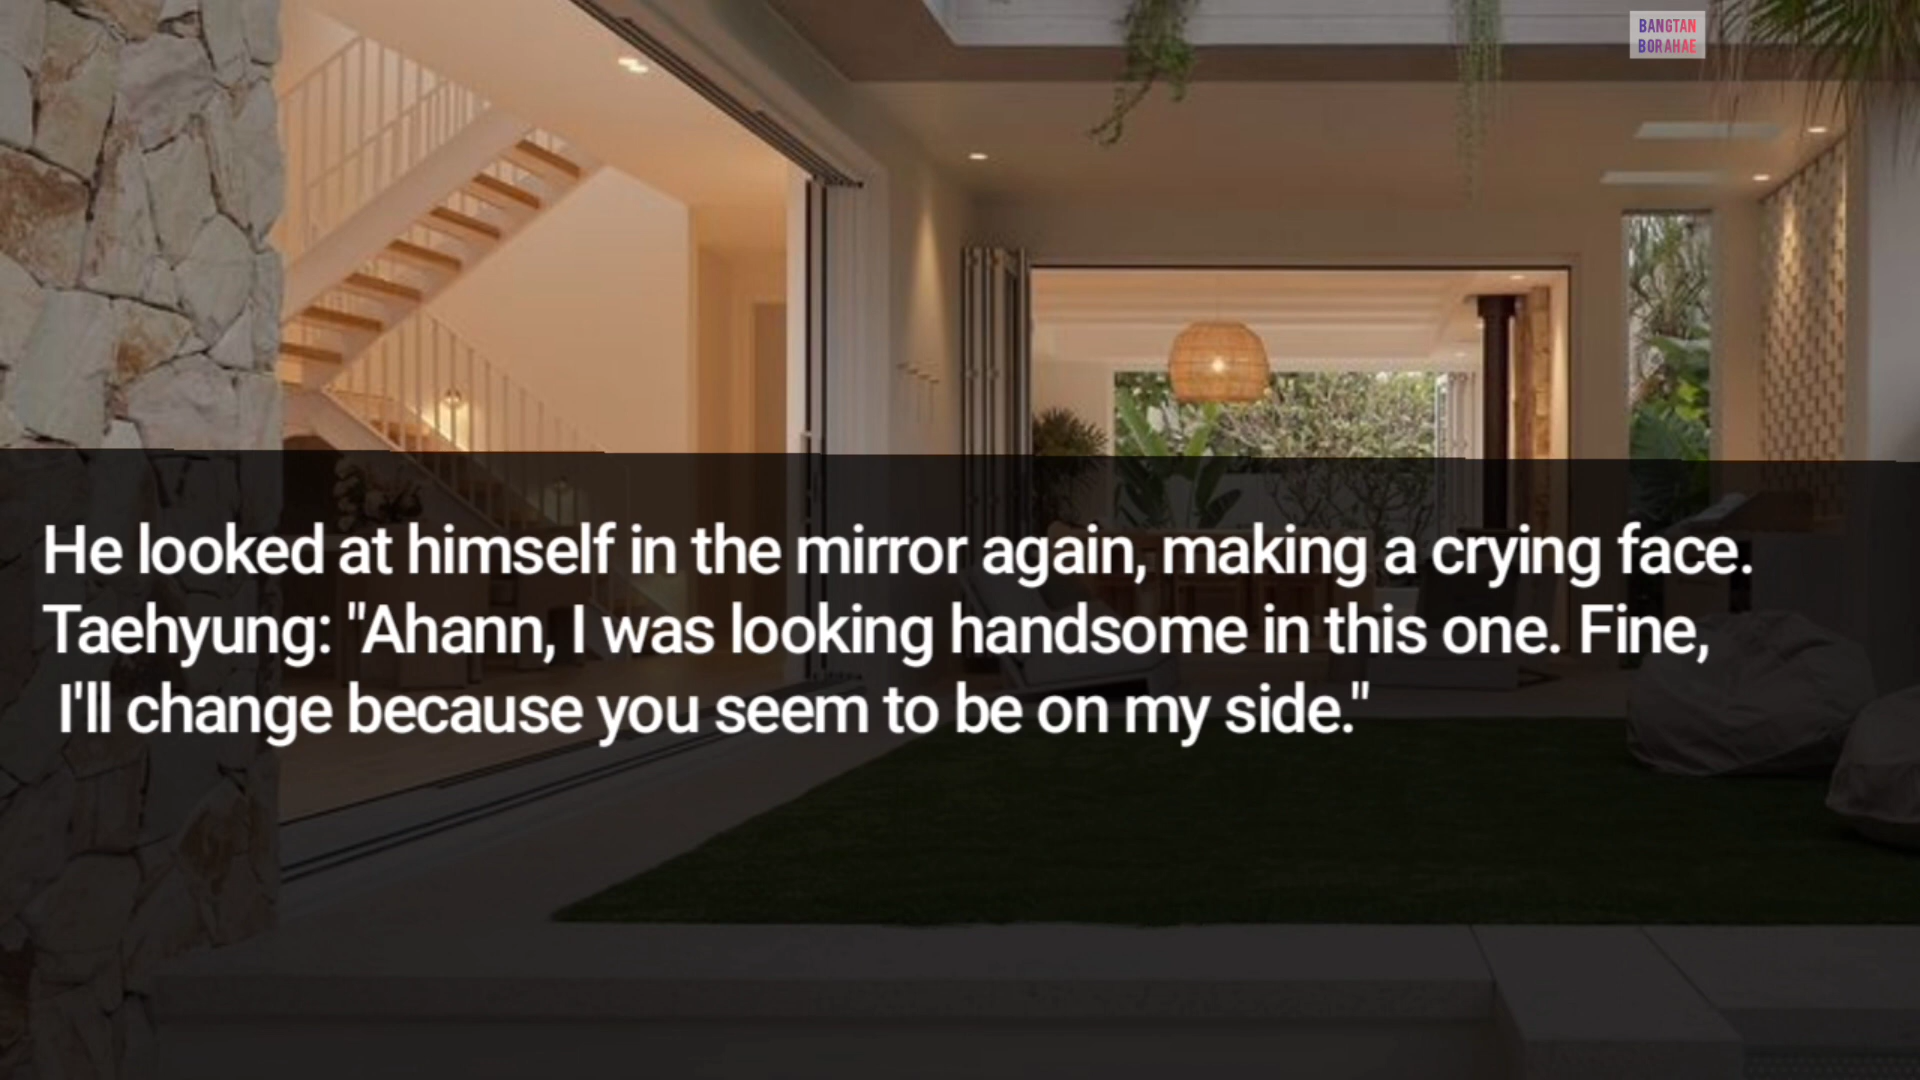 BANGTAN
BORAHAE
He looked at himself in the mirror again, making a crying face.
Taehyung: "Ahann, I was looking handsome in this one. Fine,
I'll change because you seem to be on my side."